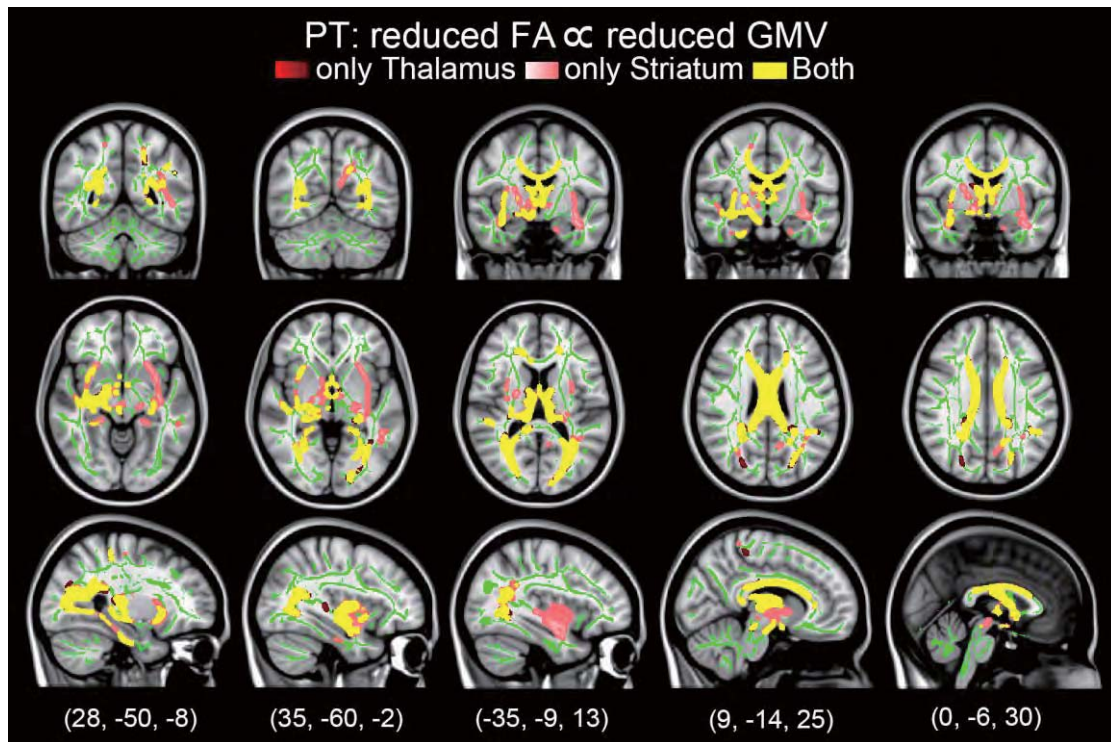 PT: reduced FA ∝ reduced GMV
only Thalamus only Striatum Both
(28, -50, -8) (35, -60, -2) (-35, -9, 13) (9, -14, 25) (0, -6, 30)